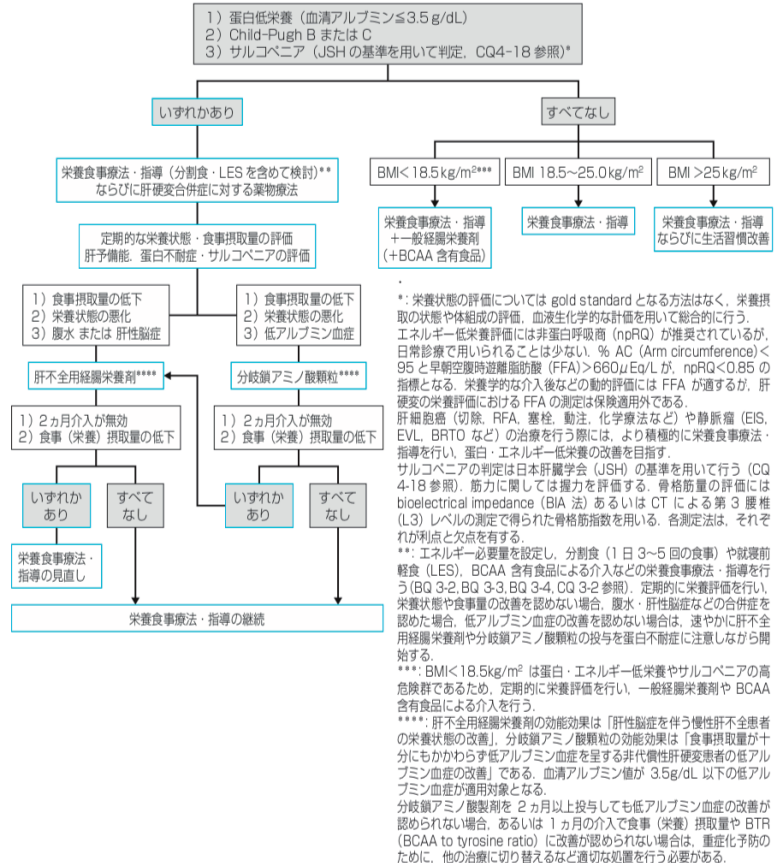 1）蛋白低栄養（血清アルブミン≦3.5 g/dL）
2）Child-Pugh B または C
3）サルコペニア（JSH の基準を用いて判定，CQ4-18 参照）*
いずれかあり
すべてなし
栄養食事療法・指導（分割食・LES を含めて検討）**
ならびに肝硬変合併症に対する薬物療法
BMI＜18.5 kg/m²***
BMI 18.5〜25.0 kg/m²
BMI ＞25 kg/m²
栄養食事療法・指導
＋一般経腸栄養剤
（＋BCAA 含有食品）
栄養食事療法・指導
栄養食事療法・指導
ならびに生活習慣改善
定期的な栄養状態・食事摂取量の評価
肝予備能，蛋白不耐症・サルコペニアの評価
1）食事摂取量の低下
2）栄養状態の悪化
3）腹水 または 肝性脳症
1）食事摂取量の低下
2）栄養状態の悪化
3）低アルブミン血症
肝不全用経腸栄養剤****
分岐鎖アミノ酸顆粒****
1）2ヵ月介入が無効
2）食事（栄養）摂取量の低下
1）2ヵ月介入が無効
2）食事（栄養）摂取量の低下
いずれか
あり
すべて
なし
いずれか
あり
すべて
なし
栄養食事療法・
指導の見直し
栄養食事療法・指導の継続
*：栄養状態の評価については gold standard となる方法はなく，栄養摂
取の状態や体組成の評価，血液生化学的な計価を用いて総合的に行う．
エネルギー低栄養評価には非蛋白呼吸商（npRQ）が推奨されているが，
日常診療で用いられることは少ない．% AC（Arm circumference）＜
95 と早朝空腹時遊離脂肪酸（FFA）＞660μEq/L が，npRQ＜0.85 の
指標となる．栄養学的な介入後などの動的評価には FFA が適するが，肝
硬変の栄養評価における FFA の測定は保険適用外である．
肝細胞癌（切除，RFA，塞栓，動注，化学療法など）や静脈瘤（EIS，
EVL，BRTO など）の治療を行う際には，より積極的に栄養食事療法・
指導を行い，蛋白・エネルギー低栄養の改善を目指す．
サルコペニアの判定は日本肝臓学会（JSH）の基準を用いて行う（CQ
4-18 参照）．筋力に関しては握力を評価する．骨格筋量の評価には
bioelectrical impedance（BIA 法）あるいは CT による第 3 腰椎
（L3）レベルの測定で得られた骨格筋指数を用いる．各測定法は，それぞ
れが利点と欠点を有する．
**：エネルギー必要量を設定し，分割食（1 日 3〜5 回の食事）や就寝前
軽食（LES），BCAA 含有食品による介入などの栄養食事療法・指導を行
う（BQ 3-2，BQ 3-3，BQ 3-4，CQ 3-2 参照）．定期的に栄養評価を行い，
栄養状態や食事量の改善を認めない場合，腹水・肝性脳症などの合併症を
認めた場合，低アルブミン血症の改善を認めない場合は，速やかに肝不全
用経腸栄養剤や分岐鎖アミノ酸顆粒の投与を蛋白不耐症に注意しながら開
始する．
***：BMI＜18.5kg/m² は蛋白・エネルギー低栄養やサルコペニアの高
危険群であるため，定期的に栄養評価を行い，一般経腸栄養剤や BCAA
含有食品による介入を行う．
****：肝不全用経腸栄養剤の効能効果は「肝性脳症を伴う慢性肝不全患者
の栄養状態の改善」，分岐鎖アミノ酸顆粒の効能効果は「食事摂取量が十
分にもかかわらず低アルブミン血症を呈する非代償性肝硬変患者の低アル
ブミン血症の改善」である．血清アルブミン値が 3.5g/dL 以下の低アル
ブミン血症が適用対象となる．
分岐鎖アミノ酸製剤を 2 ヵ月以上投与しても低アルブミン血症の改善が
認められない場合，あるいは 1 ヵ月の介入で食事（栄養）摂取量や BTR
（BCAA to tyrosine ratio）に改善が認められない場合は，重症化予防の
ために，他の治療に切り替えるなど適切な処置を行う必要がある．